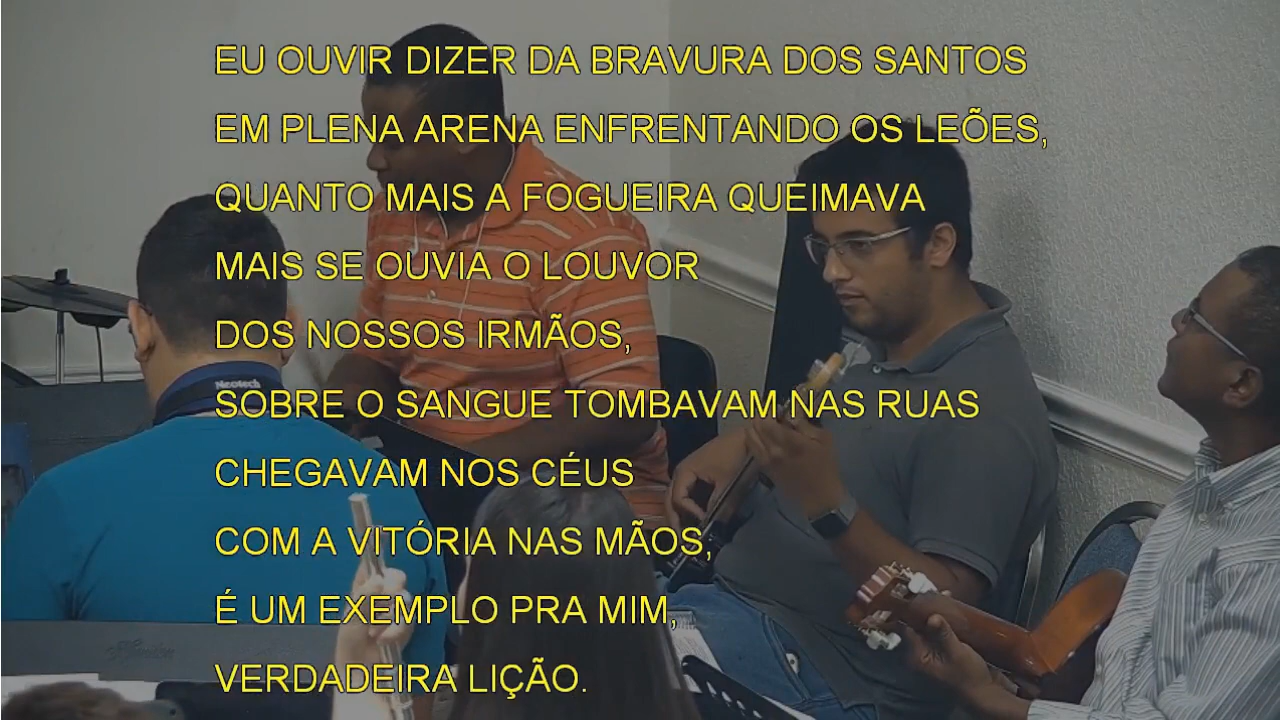 EU OUVIR DIZER DA BRAVURA DOS SANTOS
EM PLENA ARENA ENFRENTANDO OS LEÕES,
QUANTO MAIS A FOGUEIRA QUEIMAVA
MAIS SE OUVIA O LOUVOR
DOS NOSSOS IRMÃOS,
Neotech
SOBRE O SANGUE TOMBAVAM NAS RUAS
CHEGAVAM NOS CÉUS
COM A VITÓRIA NAS MÃOS,
É UM EXEMPLO PRA MIM,
VERDADEIRA LIÇÃO.